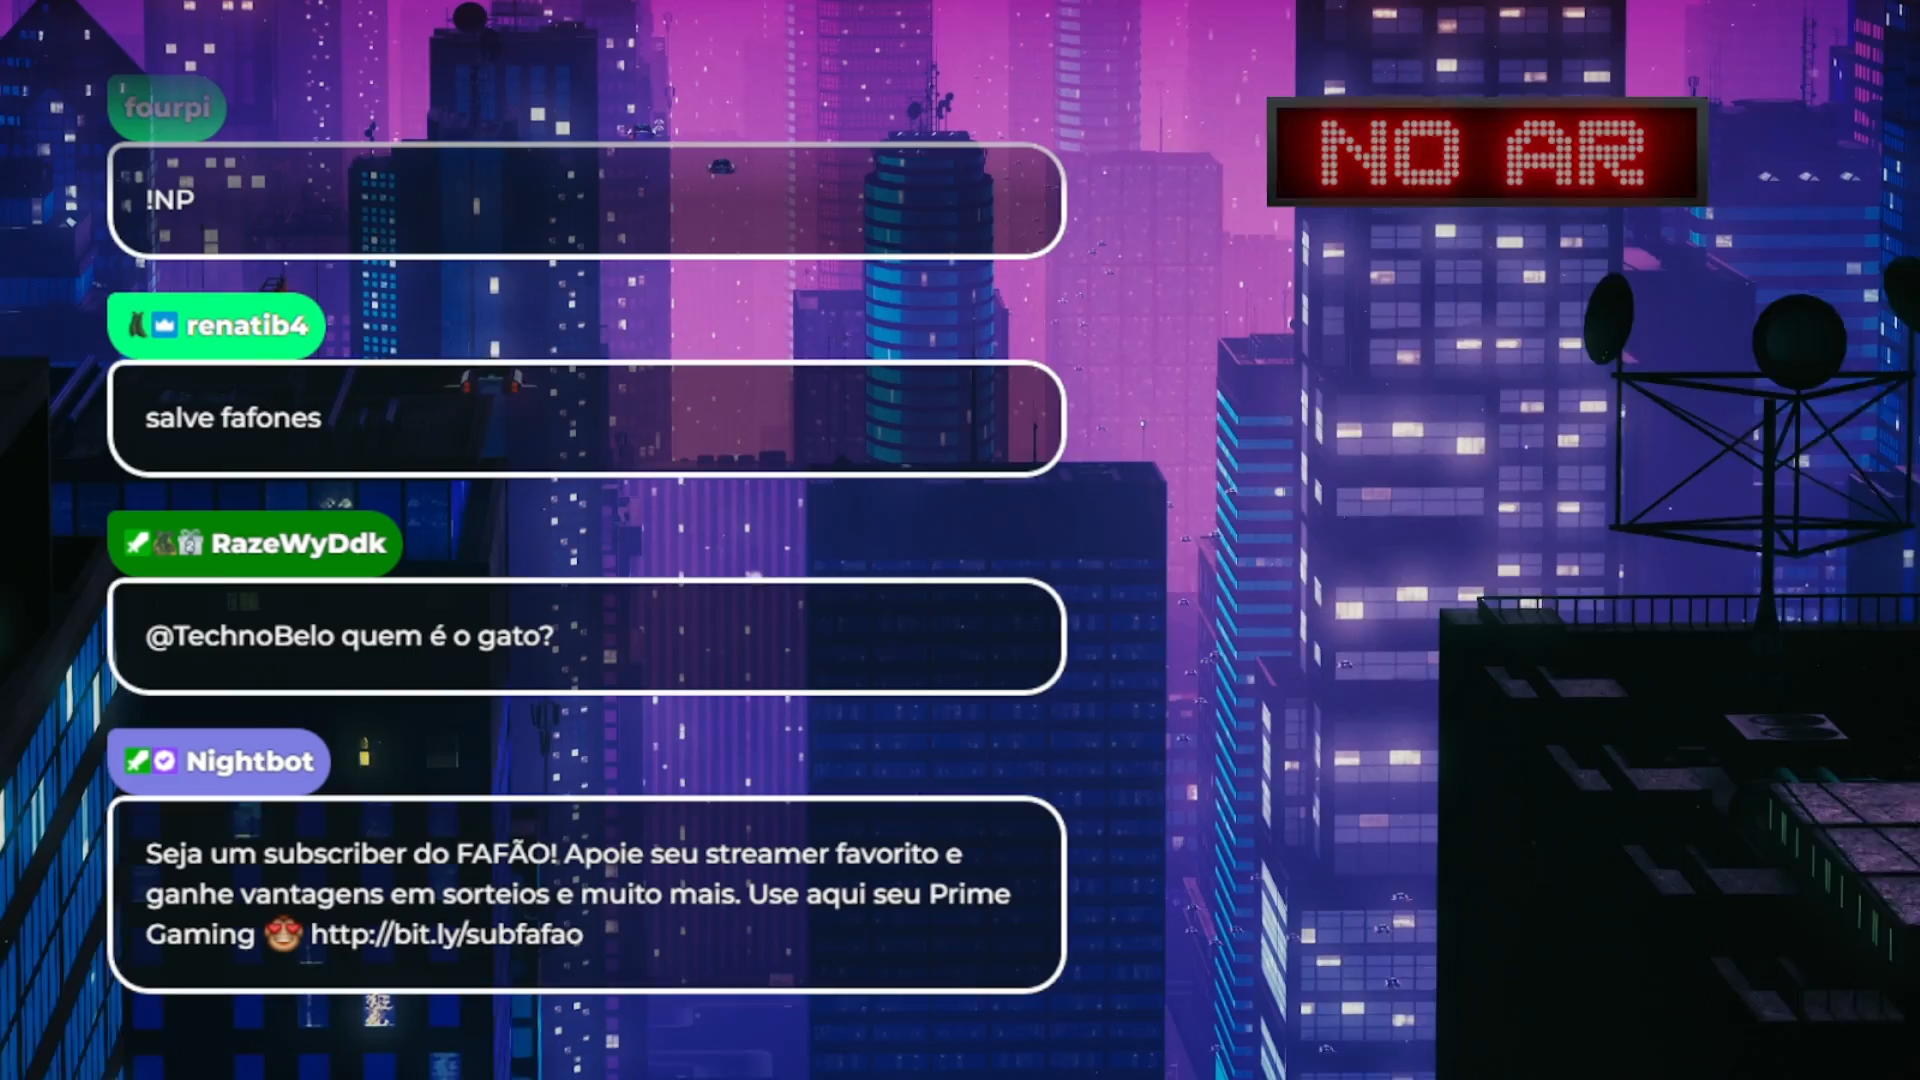 fourpi
!NP
NO AR
renatib4
salve fafones
RazeWyDdk
@TechnoBelo quem é o gato?
Nightbot
Seja um subscriber do FAFÃO! Apoie seu streamer favorito e
ganhe vantagens em sorteios e muito mais. Use aqui seu Prime
Gaming 😍 http://bit.ly/subfafao